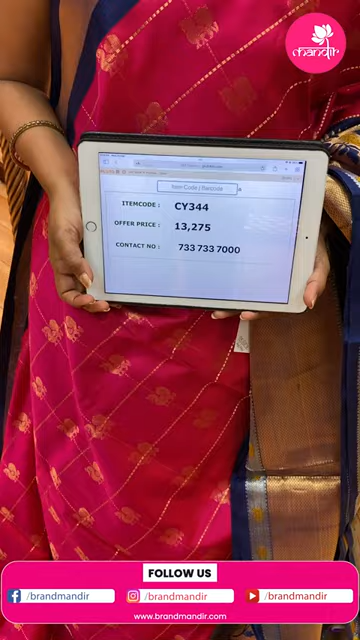 mandir
Item Code | Barcode
ITEMCODE : CY344
OFFER PRICE : 13,275
CONTACT NO : 733 733 7000
FOLLOW US
/brandmandir /brandmandir /brandmandir
www.brandmandir.com